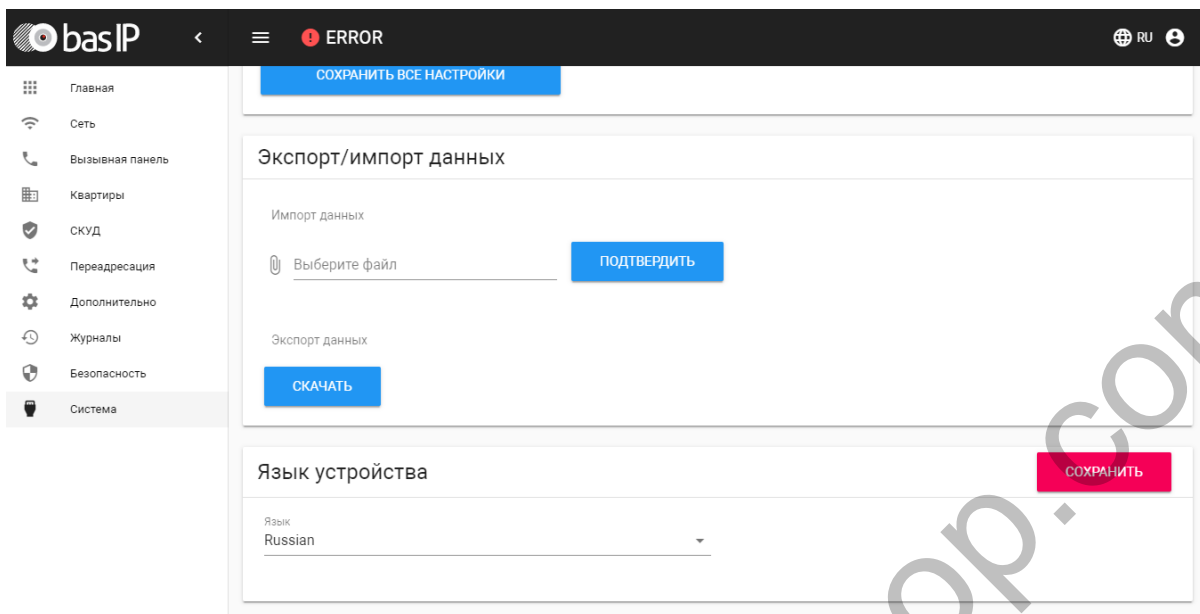 bas IP
ERROR
RU
Главная
Сеть
Вызывная панель
Квартиры
СКУД
Переадресация
Дополнительно
Журналы
Безопасность
Система
СОХРАНИТЬ ВСЕ НАСТРОЙКИ
Экспорт/импорт данных
Импорт данных
Выберите файл
ПОДТВЕРДИТЬ
Экспорт данных
СКАЧАТЬ
Язык устройства
СОХРАНИТЬ
Язык
Russian